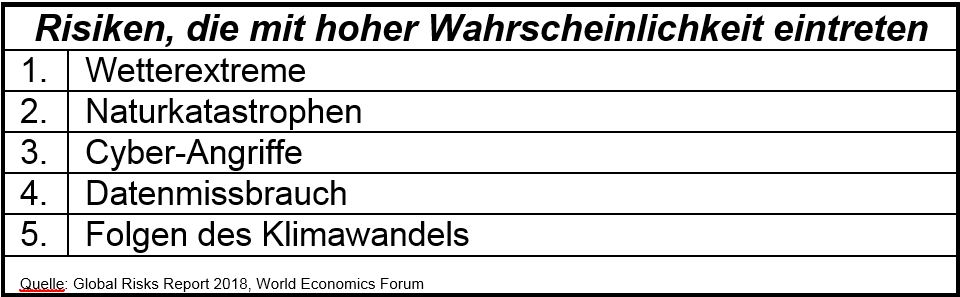 Risiken, die mit hoher Wahrscheinlichkeit eintreten
1. Wetterextreme
2. Naturkatastrophen
3. Cyber-Angriffe
4. Datenmissbrauch
5. Folgen des Klimawandels
Quelle: Global Risks Report 2018, World Economics Forum